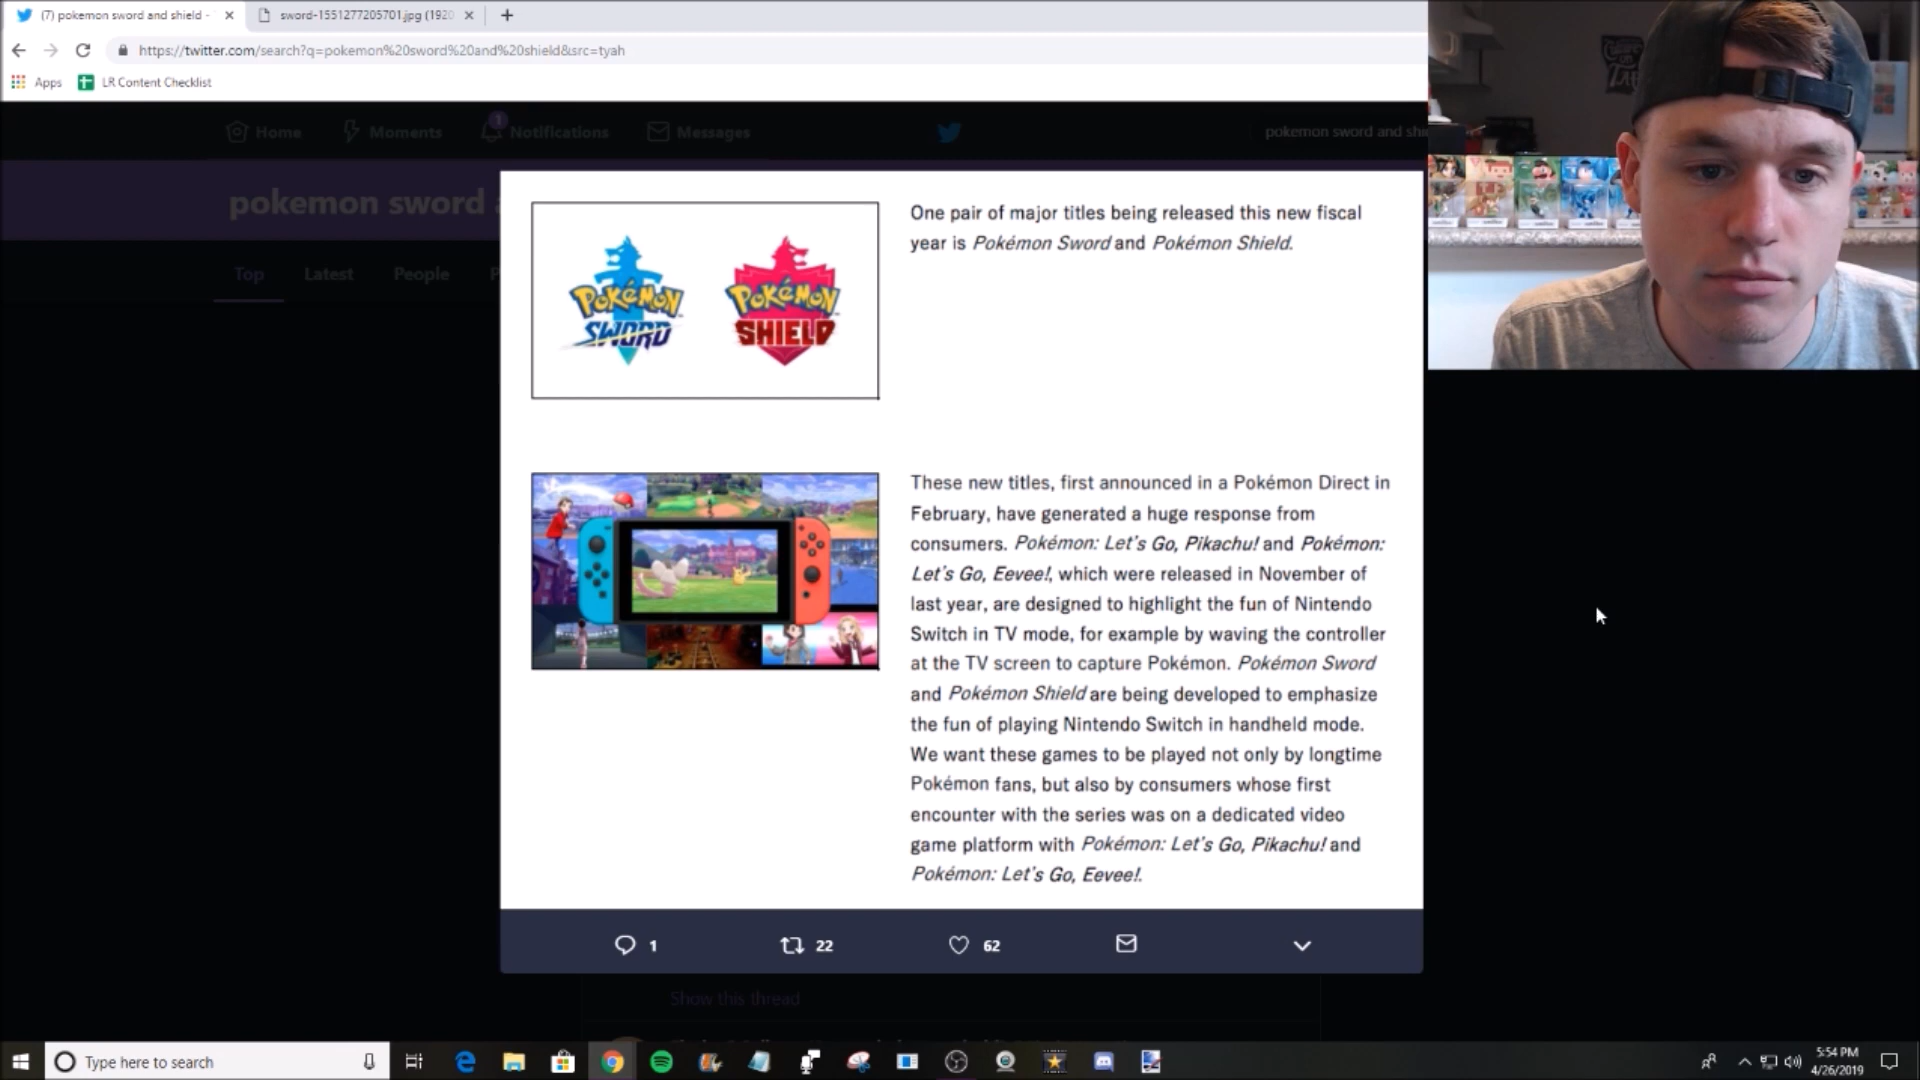 (7) pokemon sword and shield -
sword-1551277205701.jpg (1920
https://twitter.com/search?q=pokemon%20sword%20and%20shield&src=tyah
Apps
LR Content Checklist
1
Home
Moments
Notifications
Messages
pokemon sword and shi
pokemon sword a
Top
Latest
People
P
POKéMON
SWORD
POKéMON
SHIELD
One pair of major titles being released this new fiscal
year is Pokémon Sword and Pokémon Shield.
These new titles, first announced in a Pokémon Direct in
February, have generated a huge response from
consumers. Pokémon: Let's Go, Pikachu! and Pokémon:
Let's Go, Eevee!, which were released in November of
last year, are designed to highlight the fun of Nintendo
Switch in TV mode, for example by waving the controller
at the TV screen to capture Pokémon. Pokémon Sword
and Pokémon Shield are being developed to emphasize
the fun of playing Nintendo Switch in handheld mode.
We want these games to be played not only by longtime
Pokémon fans, but also by consumers whose first
encounter with the series was on a dedicated video
game platform with Pokémon: Let's Go, Pikachu! and
Pokémon: Let's Go, Eevee!.
1
22
62
Show this thread
Type here to search
5:54 PM
4/26/2019